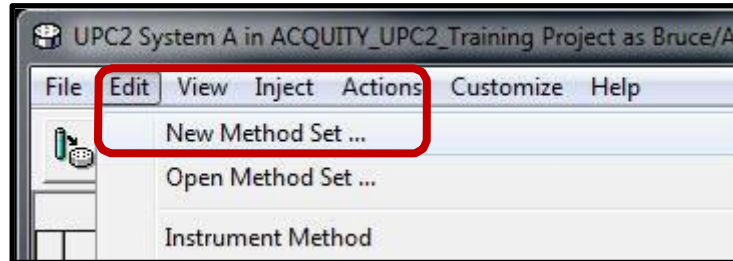 UPC2 System A in ACQUITY_UPC2_Training Project as Bruce/A
File Edit View Inject Actions Customize Help
New Method Set ...
Open Method Set ...
Instrument Method